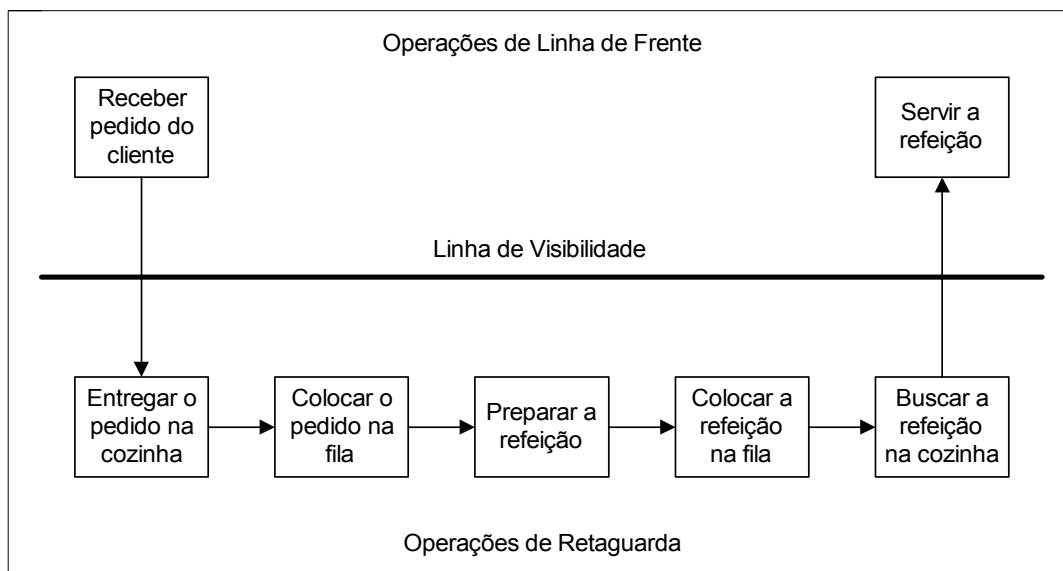 Operações de Linha de Frente
Receber
pedido do
cliente
Servir a
refeição
Linha de Visibilidade
Entregar o
pedido na
cozinha
Colocar o
pedido na
fila
Preparar a
refeição
Colocar a
refeição
na fila
Buscar a
refeição
na cozinha
Operações de Retaguarda